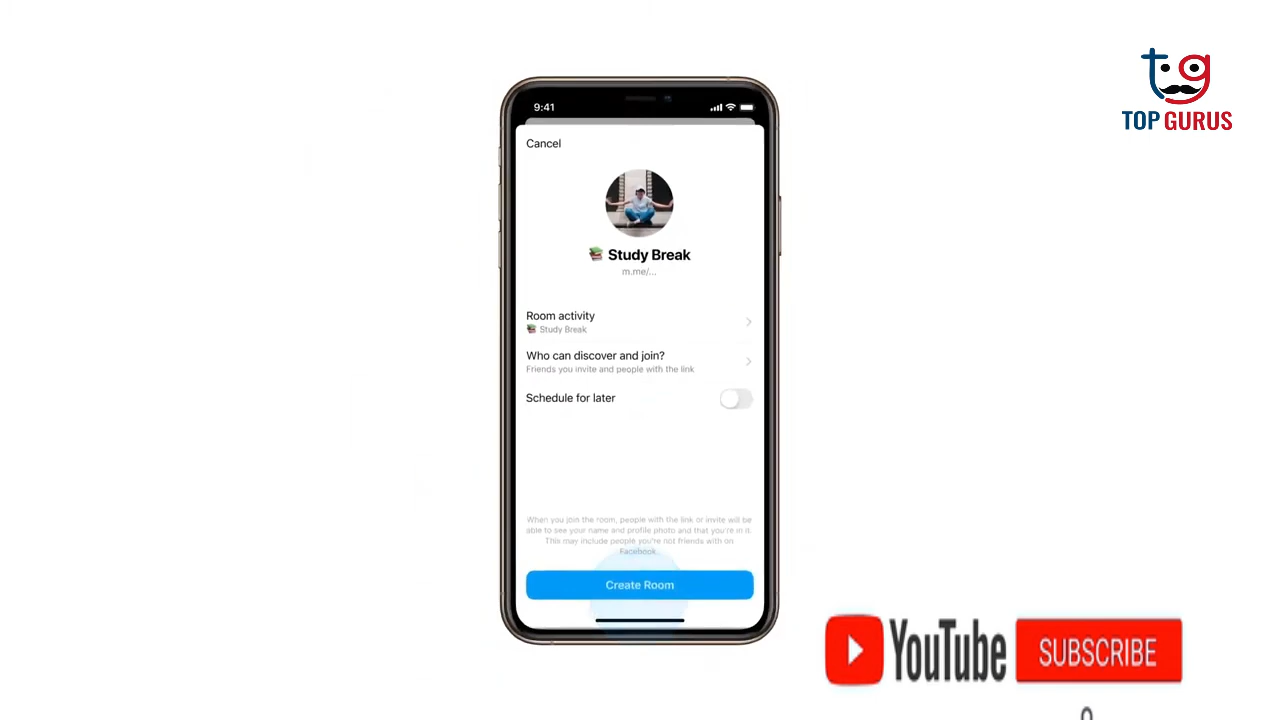 9:41
Cancel
📚 Study Break
m.me/...
Room activity
📚 Study Break
Who can discover and join?
Friends you invite and people with the link
Schedule for later
When you join the room, people with the link or invite will be
able to see your name and profile photo and that you're in it.
This may include people you're not friends with on
Facebook.
Create Room
tg
TOP GURUS
YouTube SUBSCRIBE